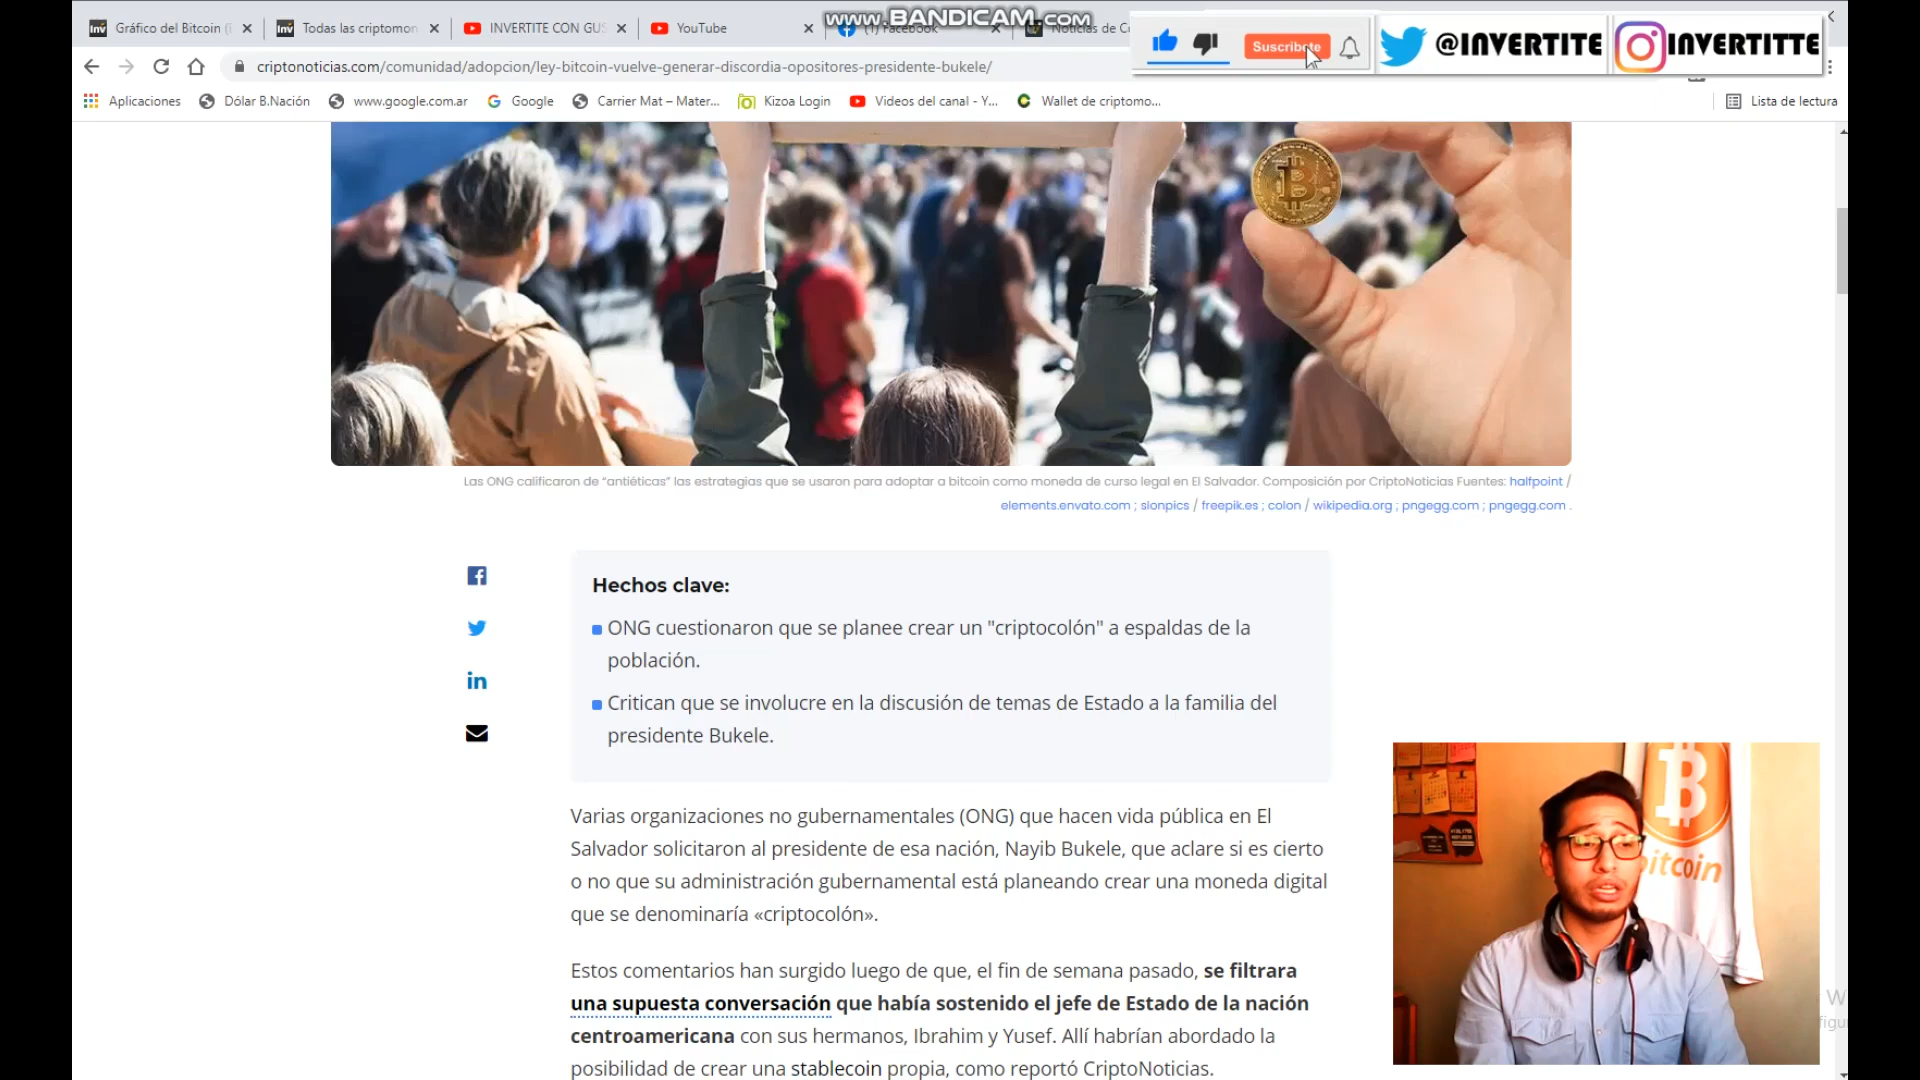 www.BANDICAM.com
Gráfico del Bitcoin (
Todas las criptomon
INVERTITE CON GUS
YouTube
(1) Facebook
Noticias de C
Suscribete
@INVERTITE
INVERTITTE
criptonoticias.com/comunidad/adopcion/ley-bitcoin-vuelve-generar-discordia-opositores-presidente-bukele/
Aplicaciones
Dólar B.Nación
www.google.com.ar
Google
Carrier Mat – Mater...
Kizoa Login
Videos del canal - Y...
Wallet de criptomo...
Lista de lectura
Las ONG calificaron de "antiéticas" las estrategias que se usaron para adoptar a bitcoin como moneda de curso legal en El Salvador. Composición por CriptoNoticias Fuentes: halfpoint /
elements.envato.com ; slonpics / freepik.es ; colon / wikipedia.org ; pngegg.com ; pngegg.com .
Hechos clave:
ONG cuestionaron que se planee crear un "criptocolón" a espaldas de la
población.
Critican que se involucre en la discusión de temas de Estado a la familia del
presidente Bukele.
Varias organizaciones no gubernamentales (ONG) que hacen vida pública en El
Salvador solicitaron al presidente de esa nación, Nayib Bukele, que aclare si es cierto
o no que su administración gubernamental está planeando crear una moneda digital
que se denominaría «criptocolón».
Estos comentarios han surgido luego de que, el fin de semana pasado, se filtrara
una supuesta conversación que había sostenido el jefe de Estado de la nación
centroamericana con sus hermanos, Ibrahim y Yusef. Allí habrían abordado la
posibilidad de crear una stablecoin propia, como reportó CriptoNoticias.
bitcoin